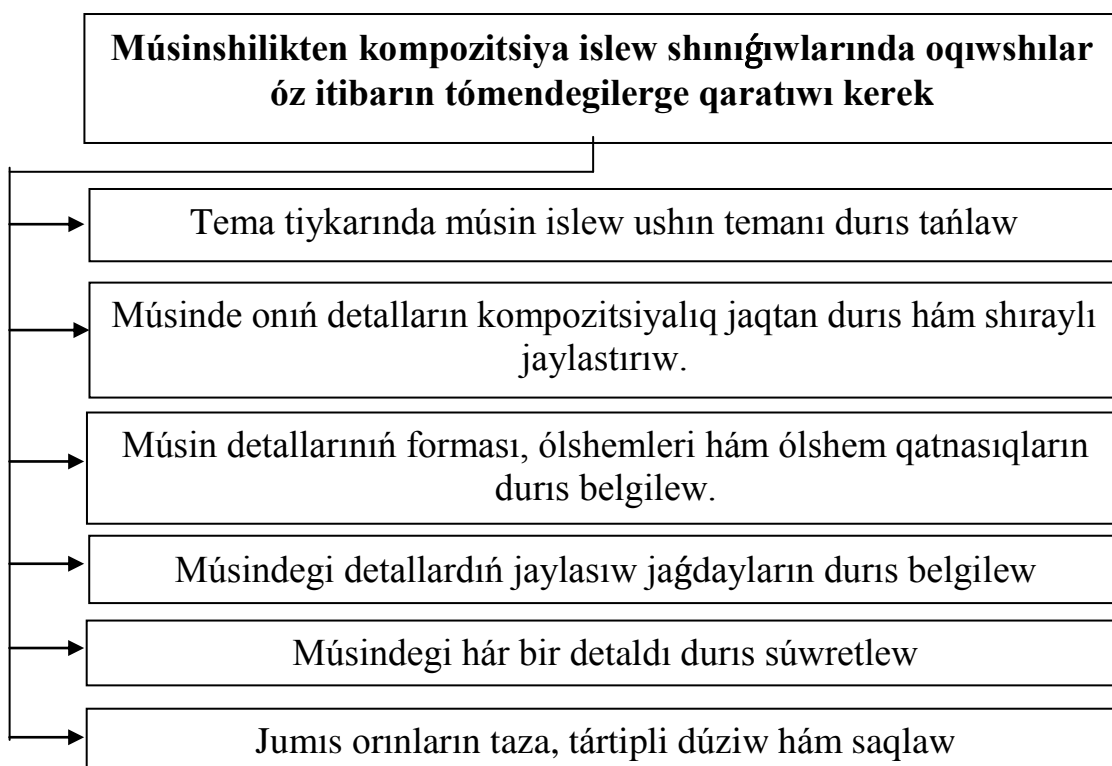 Músinshilikten kompozitsiya islew shınıǵıwlarında oqıwshılar
óz itibarın tómendegilerge qaratıwı kerek
Tema tiykarında músin islew ushın temanı durıs tańlaw
Músinde onıń detalların kompozitsiyalıq jaqtan durıs hám shıraylı
jaylastırıw.
Músin detallarınıń forması, ólshemleri hám ólshem qatnasıqların
durıs belgilew.
Músindegi detallardıń jaylasıw jaǵdayların durıs belgilew
Músindegi hár bir detaldı durıs súwretlew
Jumıs orınların taza, tártipli dúziw hám saqlaw